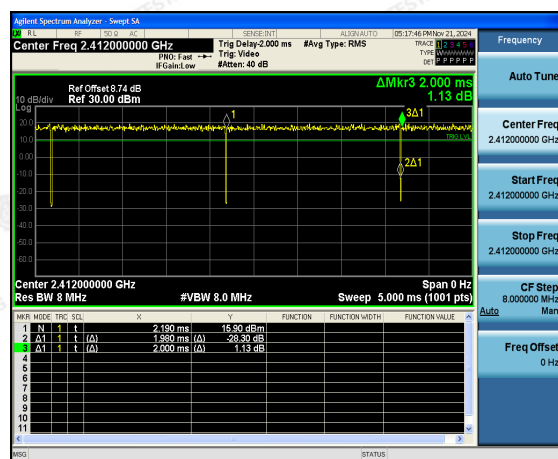 Agilent Spectrum Analyzer - Swept SA
RL RF 50 Ω AC SENSE:INT ALIGN AUTO 05:17:46 PM Nov 21, 2024
Center Freq 2.412000000 GHz
PNO: Fast
IFGain:Low
Trig Delay-2.000 ms
Trig: Video
#Atten: 40 dB
#Avg Type: RMS
TRACE 1 2 3 4 5 6
TYPE
DET P P P P P P
Ref Offset 8.74 dB
Ref 30.00 dBm
10 dB/div
Log
ΔMkr3 2.000 ms
1.13 dB
1
3Δ1
2Δ1
TRIG LVL
20.0
10.0
0.00
-10.0
-20.0
-30.0
-40.0
-50.0
-60.0
Center 2.412000000 GHz
Res BW 8 MHz
#VBW 8.0 MHz
Span 0 Hz
Sweep 5.000 ms (1001 pts)
MKR MODE TRC SCL X Y FUNCTION FUNCTION WIDTH FUNCTION VALUE
1 N 1 t 2.190 ms 15.90 dBm
2 Δ1 1 t (Δ) 1.980 ms (Δ) -28.30 dB
3 Δ1 1 t (Δ) 2.000 ms (Δ) 1.13 dB
4
5
6
7
8
9
10
11
MSG STATUS
Frequency
Auto Tune
Center Freq
2.412000000 GHz
Start Freq
2.412000000 GHz
Stop Freq
2.412000000 GHz
CF Step
8.000000 MHz
Auto Man
Freq Offset
0 Hz